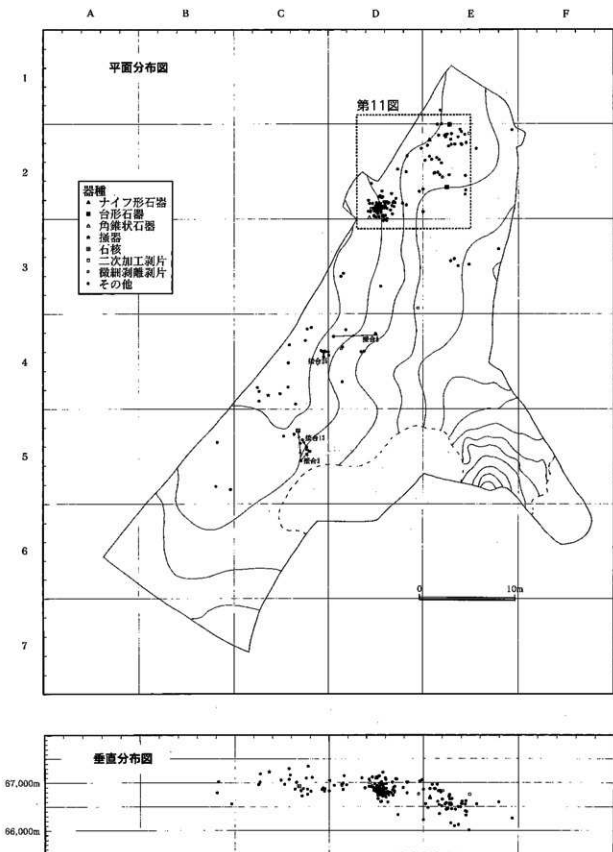 A B C D E F
平面分布図
1
第11図
2
器種
▲ ナイフ形石器
■ 台形石器
△ 角錐状石器
★ 掻器
■ 石核
二次加工剥片
微細剥離剥片
● その他
3
4
5
6
0 10m
7
垂直分布図
67,000m
66,000m